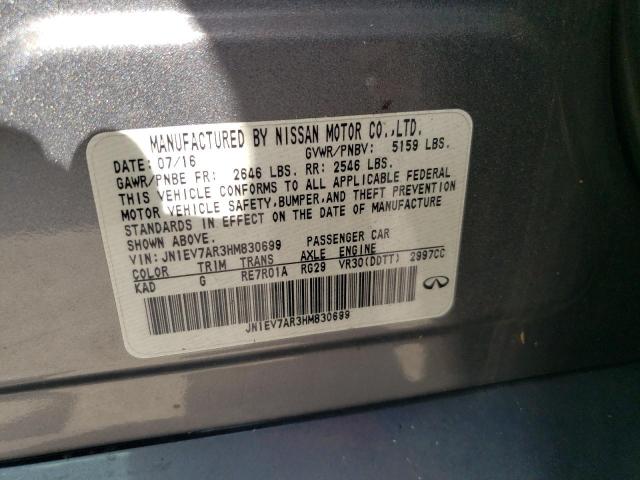 MANUFACTURED BY NISSAN MOTOR CO.,LTD.
DATE: 07/16 GVWR/PNBV: 5159 LBS.
GAWR/PNBE FR: 2646 LBS. RR: 2546 LBS.
THIS VEHICLE CONFORMS TO ALL APPLICABLE FEDERAL
MOTOR VEHICLE SAFETY,BUMPER,AND THEFT PREVENTION
STANDARDS IN EFFECT ON THE DATE OF MANUFACTURE
SHOWN ABOVE.
VIN: JN1EV7AR3HM830699 PASSENGER CAR
COLOR TRIM TRANS AXLE ENGINE
KAD G RE7R01A RG29 VR30(DDTT) 2997CC
JN1EV7AR3HM830699